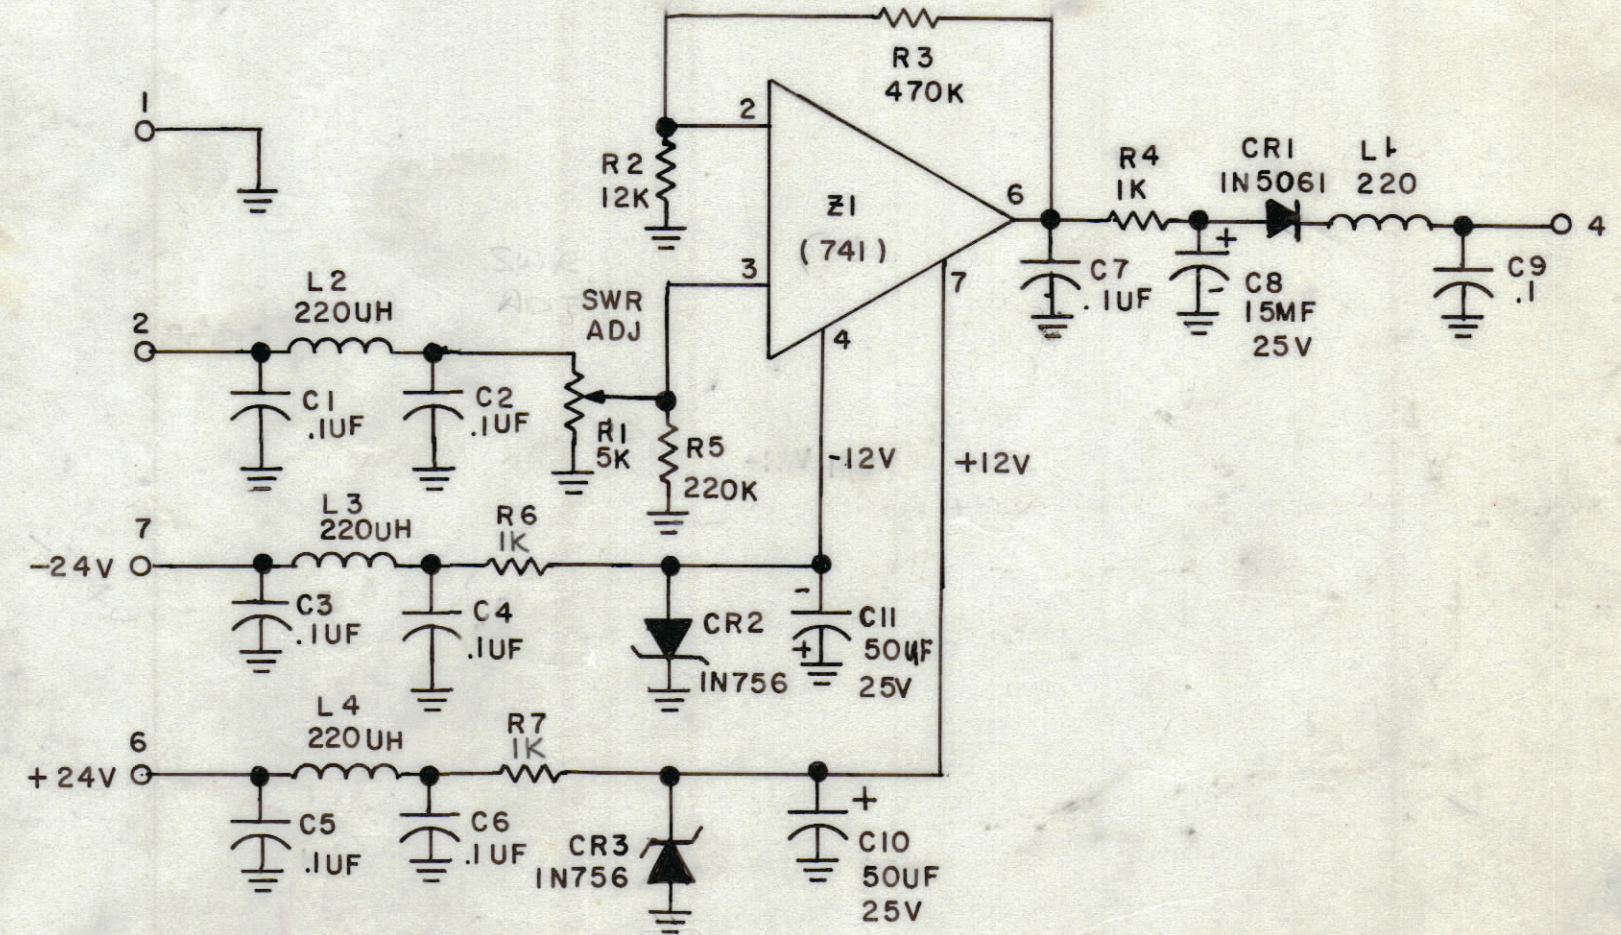 R3
470K
1
2
R2
12K
Z1
(741)
6
R4
1K
CR1
1N5061
L1
220
4
3
SWR
ADJ
7
C7
.1UF
+
-
C8
15MF
25V
C9
.1
L2
220UH
2
C1
.1UF
C2
.1UF
R1
5K
R5
220K
4
-12V
+12V
L3
220UH
7
-24V
R6
1K
C3
.1UF
C4
.1UF
CR2
1N756
-
+
C11
50UF
25V
L4
220UH
6
+24V
R7
1K
C5
.1UF
C6
.1UF
CR3
1N756
+
C10
50UF
25V